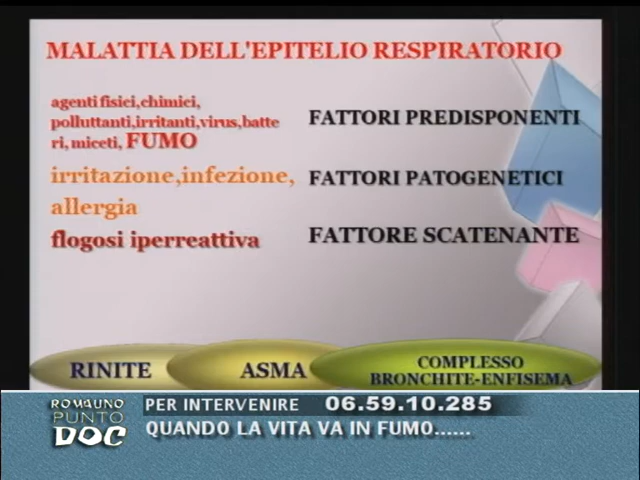 MALATTIA DELL'EPITELIO RESPIRATORIO
agenti fisici,chimici,
polluttanti,irritanti,virus,batte
ri, miceti, FUMO
FATTORI PREDISPONENTI
irritazione,infezione,
allergia
FATTORI PATOGENETICI
flogosi iperreattiva
FATTORE SCATENANTE
RINITE
ASMA
COMPLESSO
BRONCHITE-ENFISEMA
ROMAUNO
PUNTO
DOC
PER INTERVENIRE 06.59.10.285
QUANDO LA VITA VA IN FUMO......